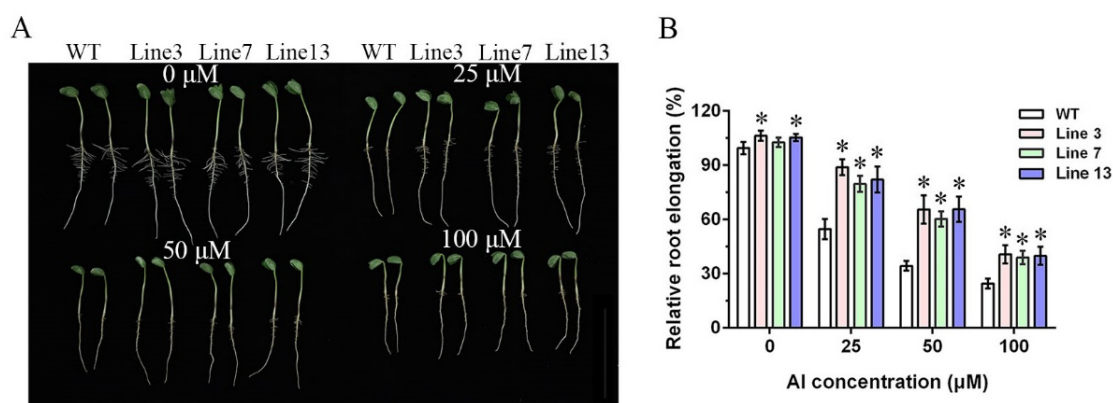 A
WT Line3 Line7 Line13 WT Line3 Line7 Line13
0 μM
25 μM
50 μM
100 μM
B
Relative root elongation (%)
120
90
60
30
0
* *
* * *
* * *
* * *
WT
Line 3
Line 7
Line 13
0 25 50 100
Al concentration (μM)